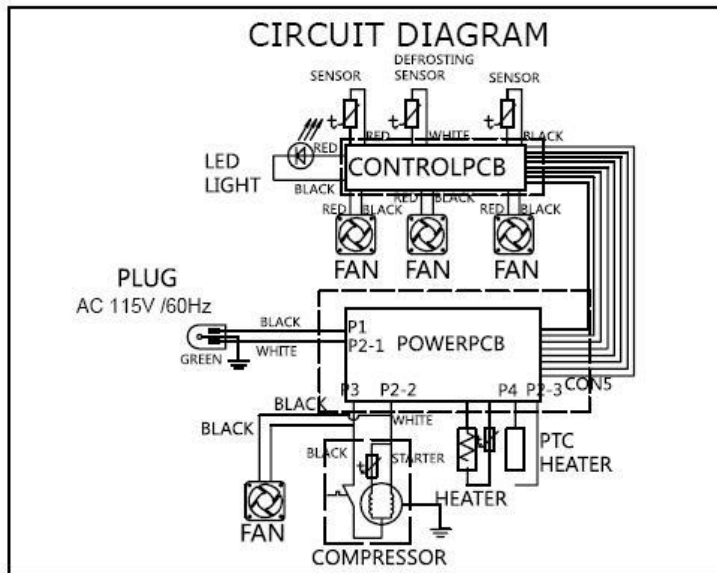 CIRCUIT DIAGRAM
DEFROSTING
SENSOR
SENSOR
SENSOR
RED
WHITE
BLACK
RED
LED
LIGHT
CONTROLPCB
BLACK
RED
BLACK
RED
BLACK
RED
BLACK
FAN
FAN
FAN
PLUG
AC 115V /60Hz
BLACK
P1
WHITE
P2-1
POWERPCB
GREEN
CON5
P3
P2-2
P4
P2-3
BLACK
WHITE
BLACK
BLACK
STARTER
PTC
HEATER
HEATER
FAN
COMPRESSOR
t
t
t
t
t